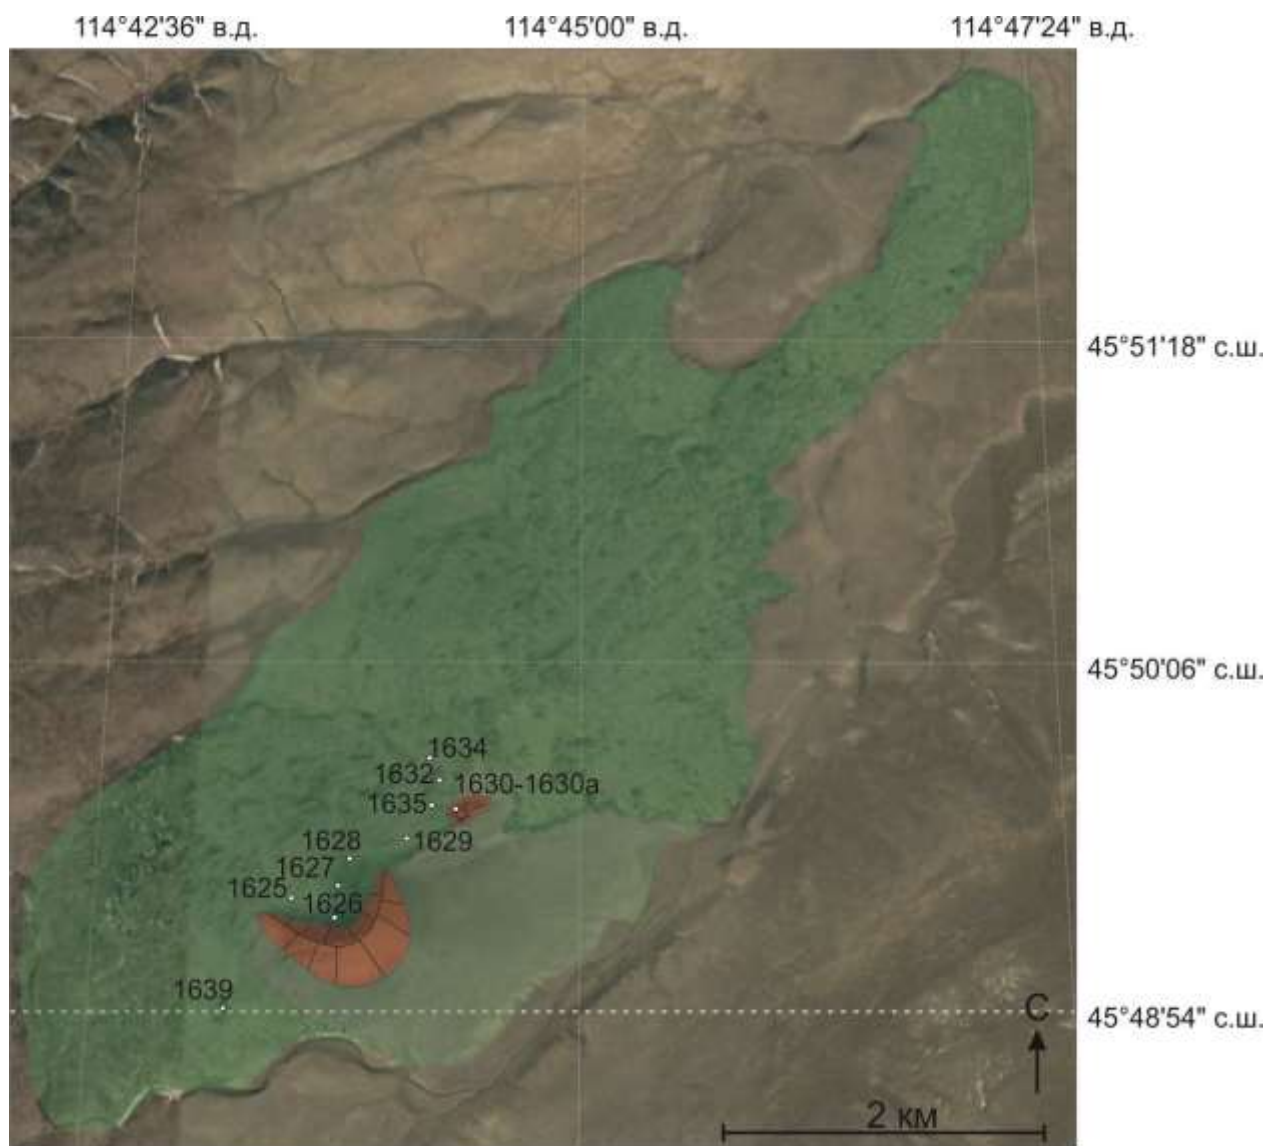 114°42'36" в.д.
114°45'00" в.д.
114°47'24" в.д.
45°51'18" с.ш.
45°50'06" с.ш.
1634
1632
1630-1630а
1635
1628
1629
1627
1625
1626
1639
45°48'54" с.ш.
С
2 км